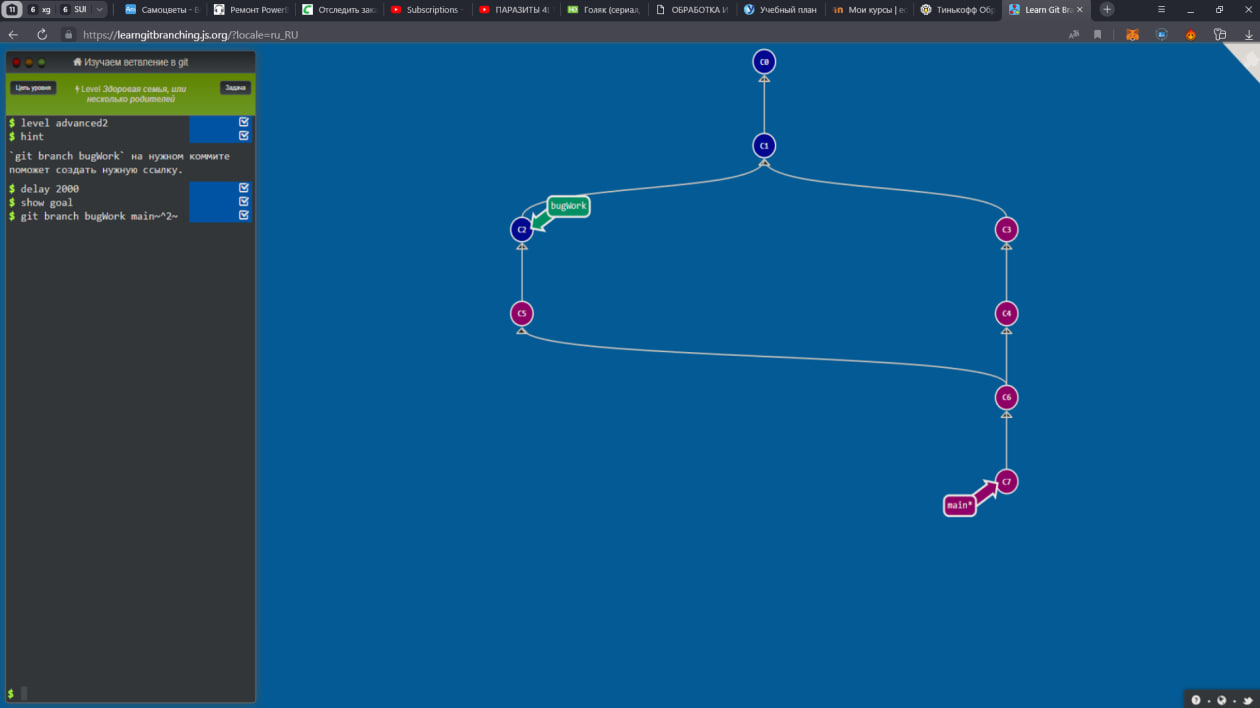 11 6 xg 6 SUI Самоцветы - Во Ремонт PowerB Отследить зака Subscriptions - ПАРАЗИТЫ 4! Голяк (сериал, ОБРАБОТКА И Учебный план Мои курсы | ес Тинькофф Обр Learn Git Bra
https://learngitbranching.js.org/?locale=ru_RU
Изучаем ветвление в git
Цель уровня
Level Здоровая семья, или
несколько родителей
Задача
$ level advanced2
$ hint
`git branch bugWork` на нужном коммите
поможет создать нужную ссылку.
$ delay 2000
$ show goal
$ git branch bugWork main~^2~
$
C0
C1
bugWork
C2
C3
C5
C4
C6
C7
main*